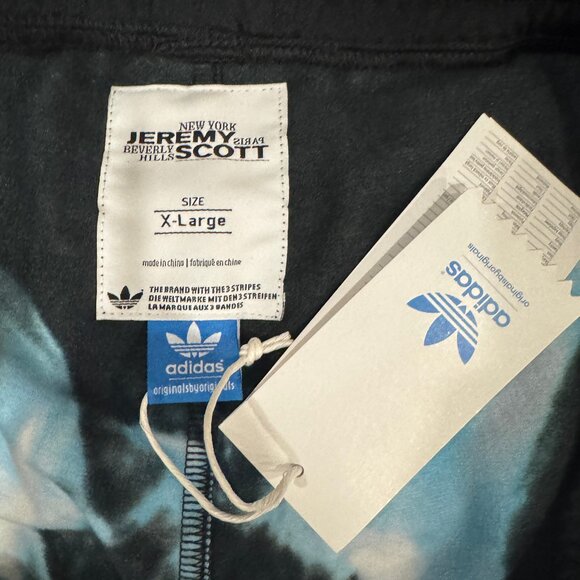 NEW YORK
JEREMY PARIS
BEVERLY HILLS SCOTT
SIZE
X-Large
made in china | fabriqué en chine
THE BRAND WITH THE 3 STRIPES
DIE WELTMARKE MIT DEN 3 STREIFEN
LA MARQUE AUX 3 BANDES
adidas
originalsbyoriginals
adidas
originalsbyoriginals